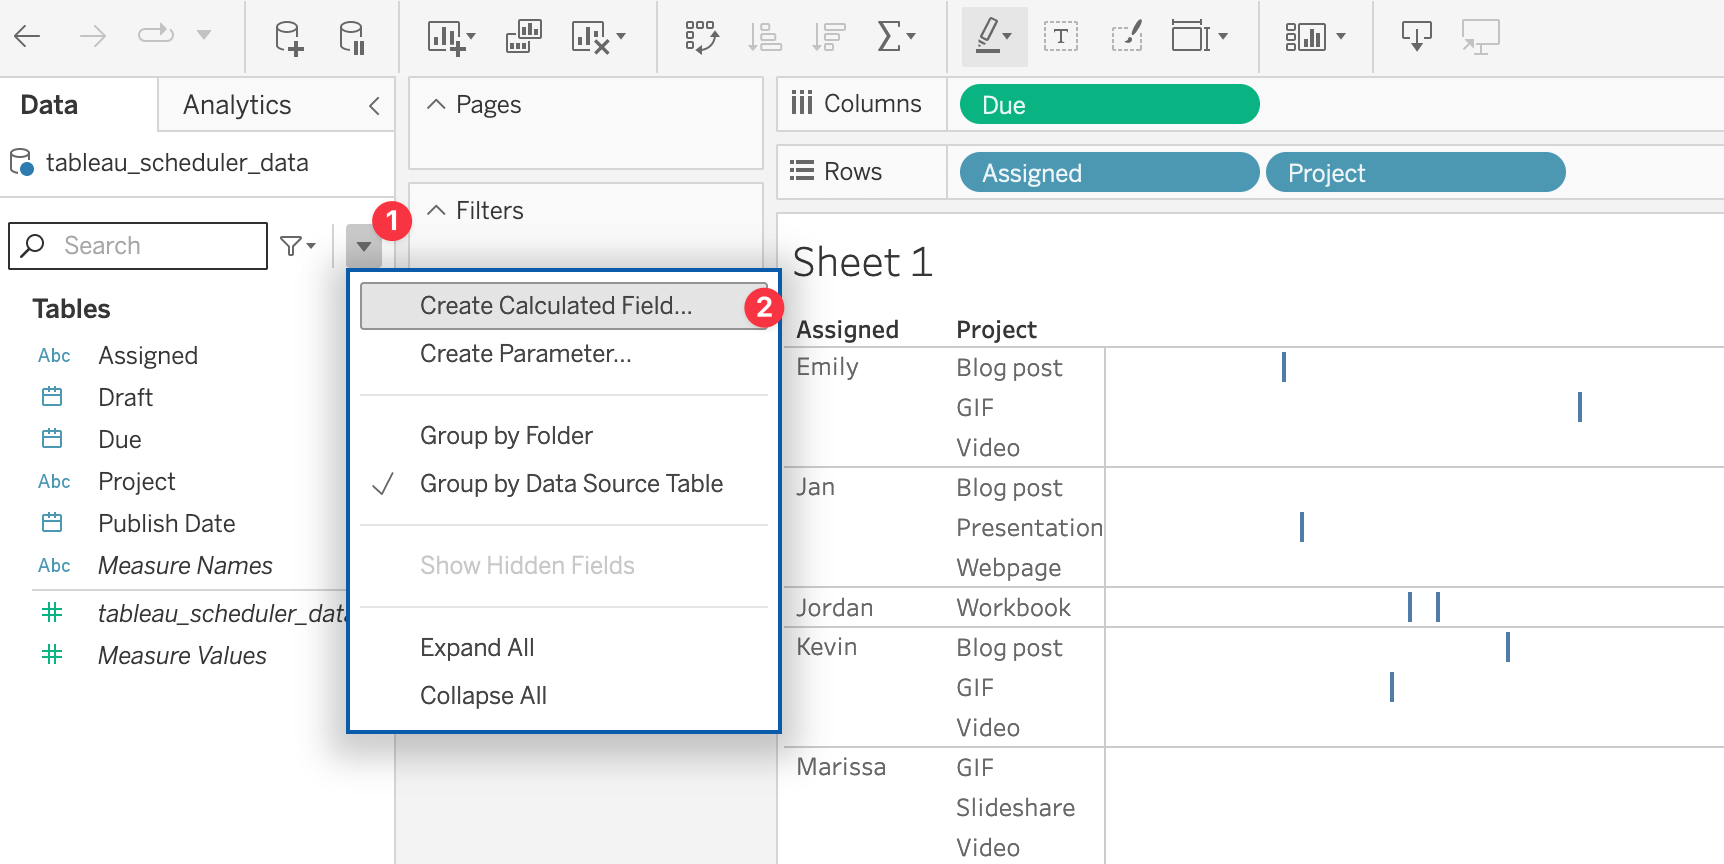 Data
Analytics
tableau_scheduler_data
Search
1
Tables
Abc Assigned
Draft
Due
Abc Project
Publish Date
Abc Measure Names
tableau_scheduler_dat
Measure Values
Pages
Filters
Create Calculated Field...
2
Create Parameter...
Group by Folder
Group by Data Source Table
Show Hidden Fields
Expand All
Collapse All
Columns Due
Rows Assigned Project
Sheet 1
Assigned Project
Emily Blog post
GIF
Video
Jan Blog post
Presentation
Webpage
Jordan Workbook
Kevin Blog post
GIF
Video
Marissa GIF
Slideshare
Video